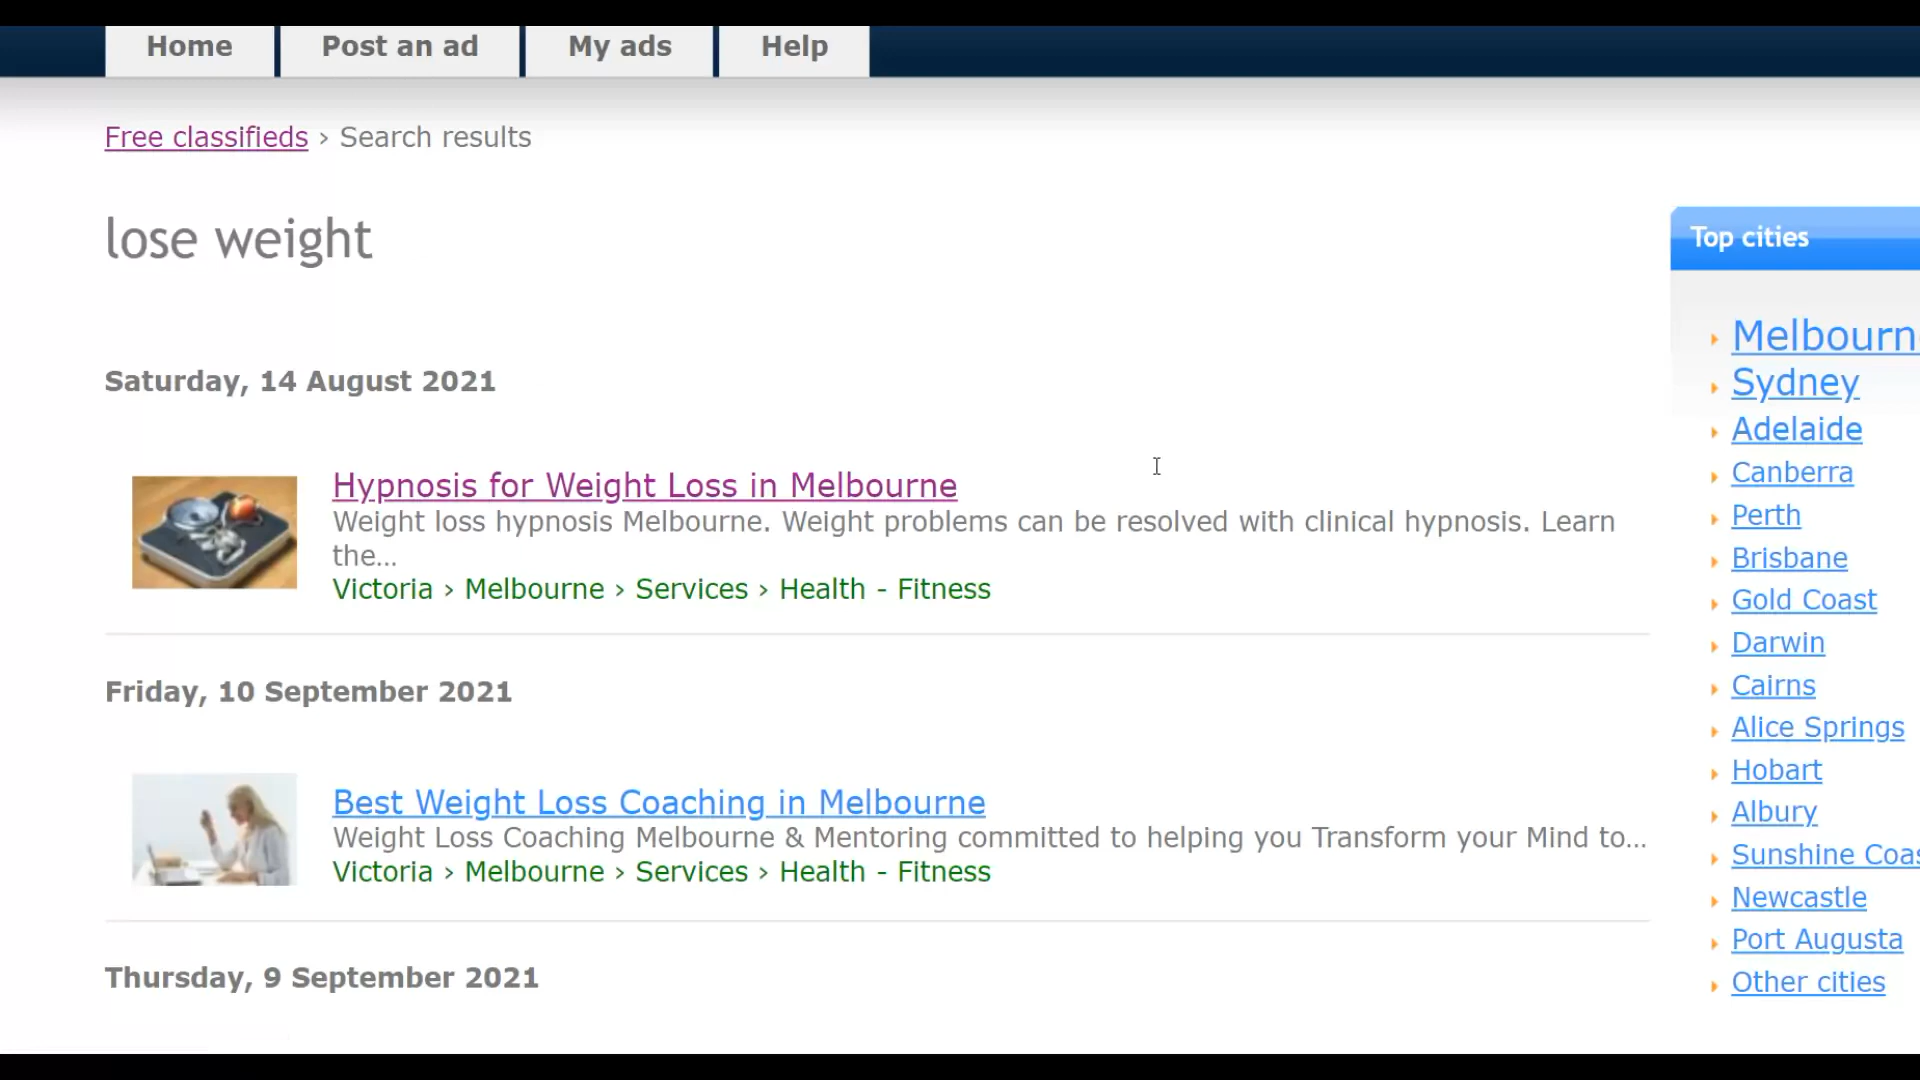 Home Post an ad My ads Help
Free classifieds › Search results
lose weight
Top cities
Saturday, 14 August 2021
Hypnosis for Weight Loss in Melbourne
Weight loss hypnosis Melbourne. Weight problems can be resolved with clinical hypnosis. Learn
the...
Victoria › Melbourne › Services › Health - Fitness
Friday, 10 September 2021
Best Weight Loss Coaching in Melbourne
Weight Loss Coaching Melbourne & Mentoring committed to helping you Transform your Mind to...
Victoria › Melbourne › Services › Health - Fitness
Thursday, 9 September 2021
Melbourn
Sydney
Adelaide
Canberra
Perth
Brisbane
Gold Coast
Darwin
Cairns
Alice Springs
Hobart
Albury
Sunshine Coas
Newcastle
Port Augusta
Other cities